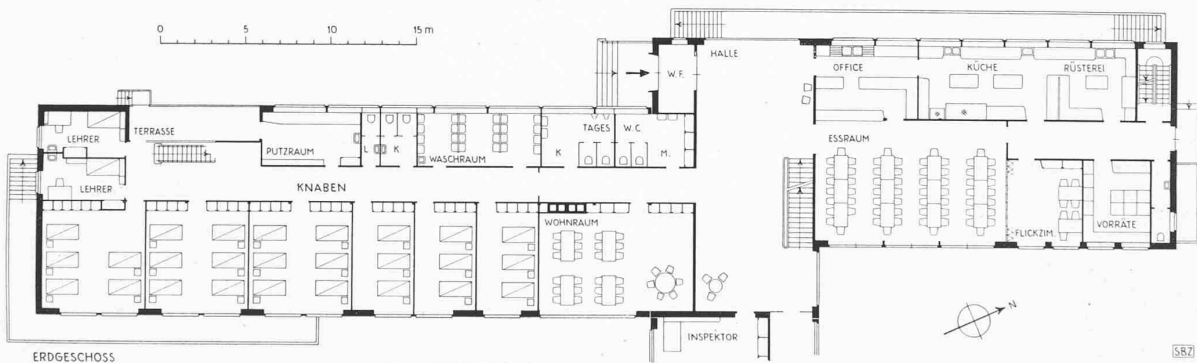 0 5 10 15 m
HALLE
W.F.
OFFICE
KÜCHE
RÜSTEREI
LEHRER
TERRASSE
PUTZRAUM
L
K
WASCHRAUM
K
TAGES
W.C.
M.
LEHRER
KNABEN
ESSRAUM
WOHNRAUM
FLICKZIM.
VORRÄTE
INSPEKTOR
N
ERDGESCHOSS
SBZ